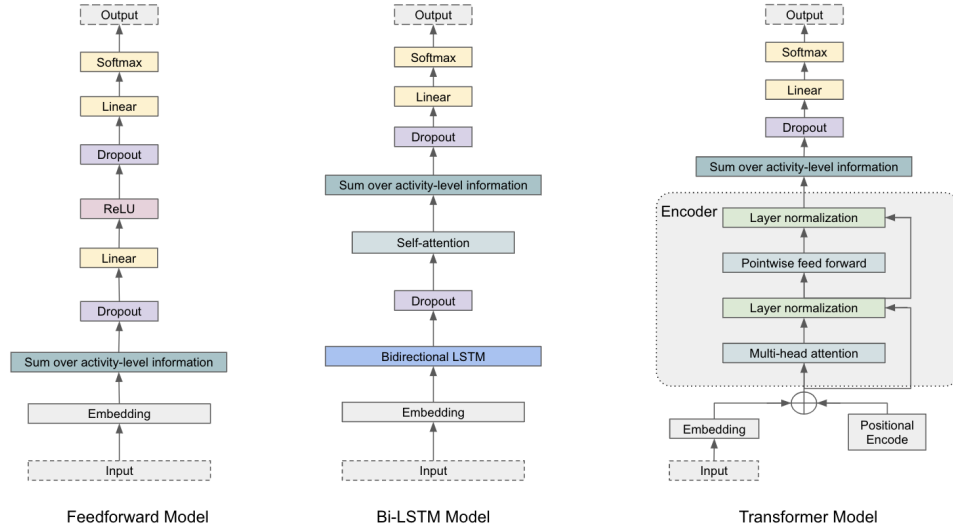 Output
Softmax
Linear
Dropout
ReLU
Linear
Dropout
Sum over activity-level information
Embedding
Input
Feedforward Model
Output
Softmax
Linear
Dropout
Sum over activity-level information
Self-attention
Dropout
Bidirectional LSTM
Embedding
Input
Bi-LSTM Model
Output
Softmax
Linear
Dropout
Sum over activity-level information
Encoder
Layer normalization
Pointwise feed forward
Layer normalization
Multi-head attention
Embedding
Positional
Encode
Input
Transformer Model